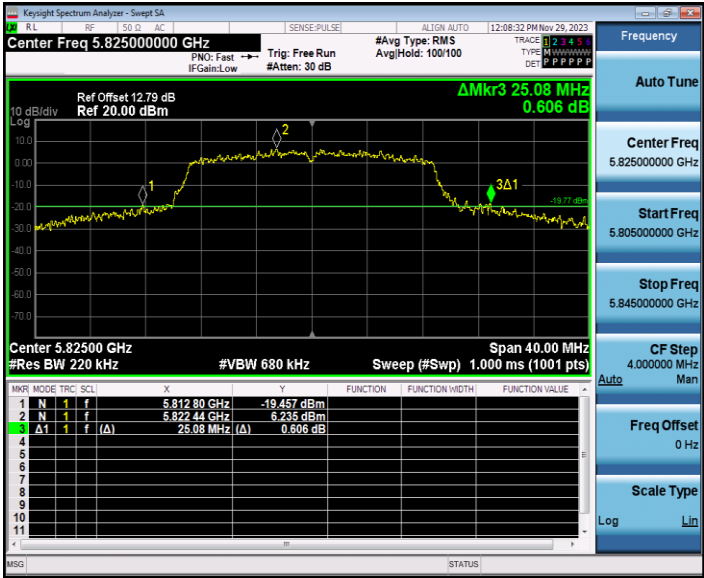 Keysight Spectrum Analyzer - Swept SA
RL RF 50 Ω AC SENSE:PULSE ALIGN AUTO 12:08:32 PM Nov 29, 2023
Center Freq 5.825000000 GHz
PNO: Fast
IFGain:Low
Trig: Free Run
#Atten: 30 dB
#Avg Type: RMS
Avg|Hold: 100/100
TRACE 1 2 3 4 5 6
TYPE M W W W W W
DET P P P P P P
Frequency
Auto Tune
Center Freq
5.825000000 GHz
Start Freq
5.805000000 GHz
Stop Freq
5.845000000 GHz
CF Step
4.000000 MHz
Auto Man
Freq Offset
0 Hz
Scale Type
Log Lin
ΔMkr3 25.08 MHz
0.606 dB
Ref Offset 12.79 dB
10 dB/div Ref 20.00 dBm
Log
10.0
0.00
-10.0
-20.0
-30.0
-40.0
-50.0
-60.0
-70.0
1
2
3Δ1
-19.77 dBm
Center 5.82500 GHz Span 40.00 MHz
#Res BW 220 kHz #VBW 680 kHz Sweep (#Swp) 1.000 ms (1001 pts)
MKR MODE TRC SCL X Y FUNCTION FUNCTION WIDTH FUNCTION VALUE
1 N 1 f 5.812 80 GHz -19.457 dBm
2 N 1 f 5.822 44 GHz 6.235 dBm
3 Δ1 1 f (Δ) 25.08 MHz (Δ) 0.606 dB
4
5
6
7
8
9
10
11
MSG STATUS